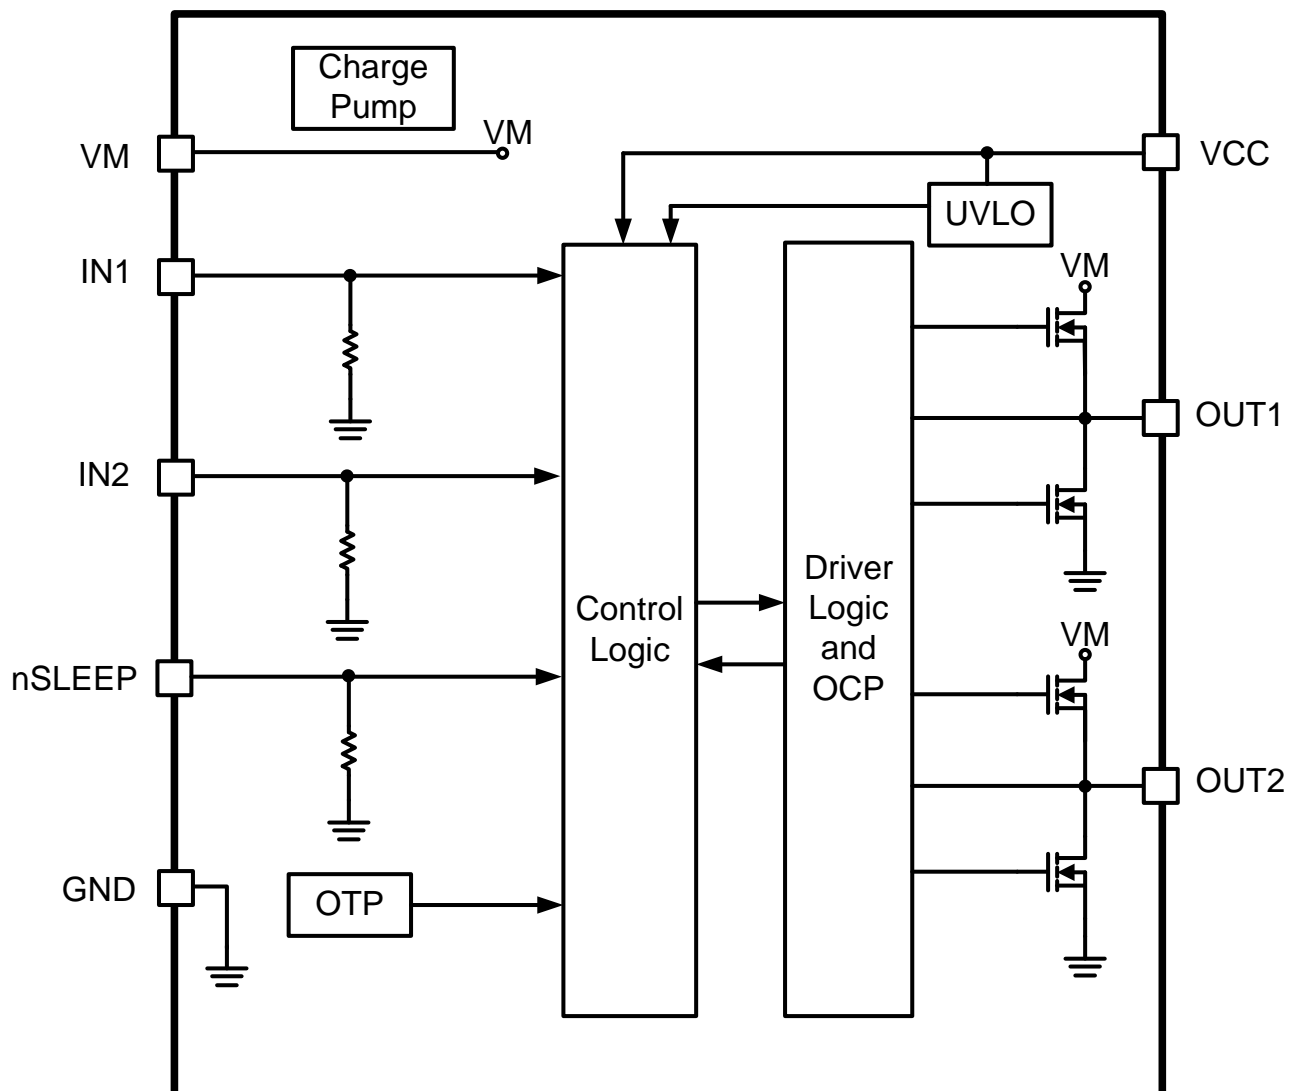 Charge
Pump
VM
VM
VCC
UVLO
IN1
VM
OUT1
IN2
Control
Logic
Driver
Logic
and
OCP
VM
nSLEEP
OUT2
GND
OTP